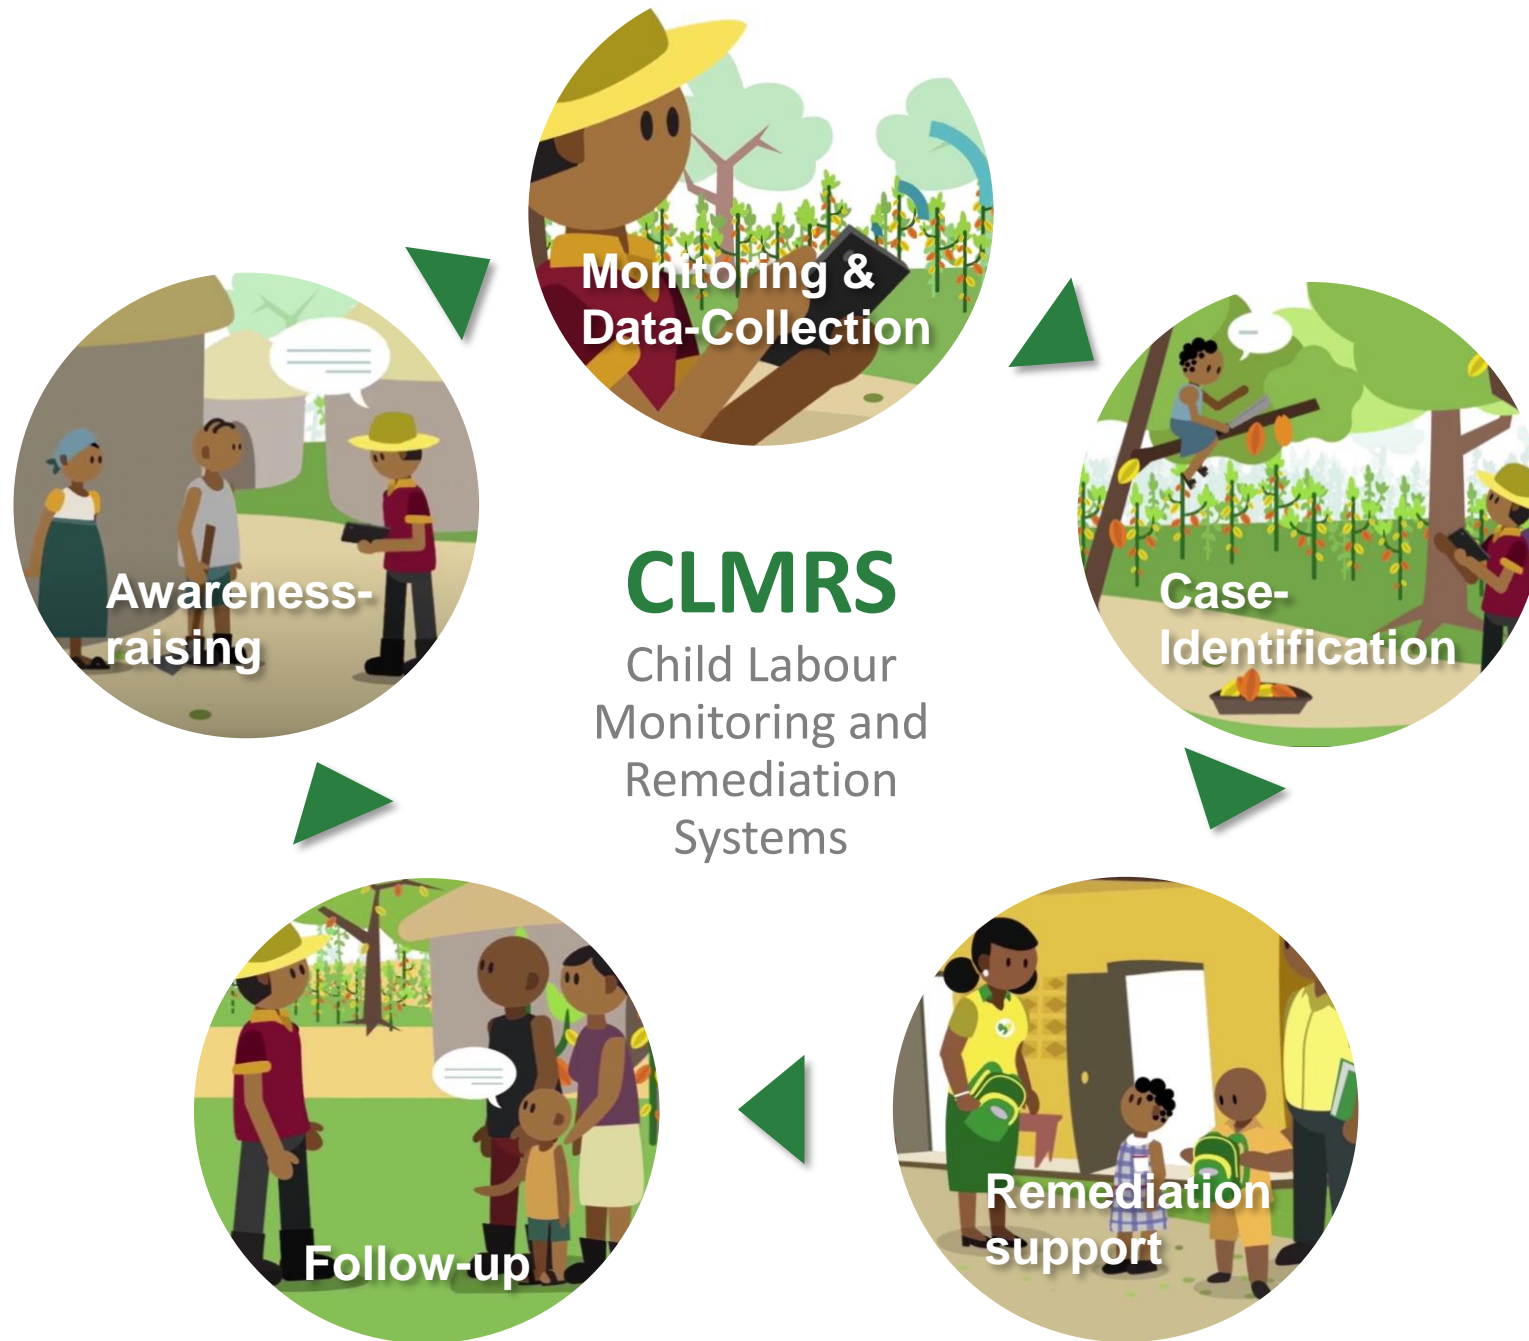 Monitoring &
Data-Collection
Awareness-
raising
Case-
Identification
CLMRS
Child Labour
Monitoring and
Remediation
Systems
Follow-up
Remediation
support